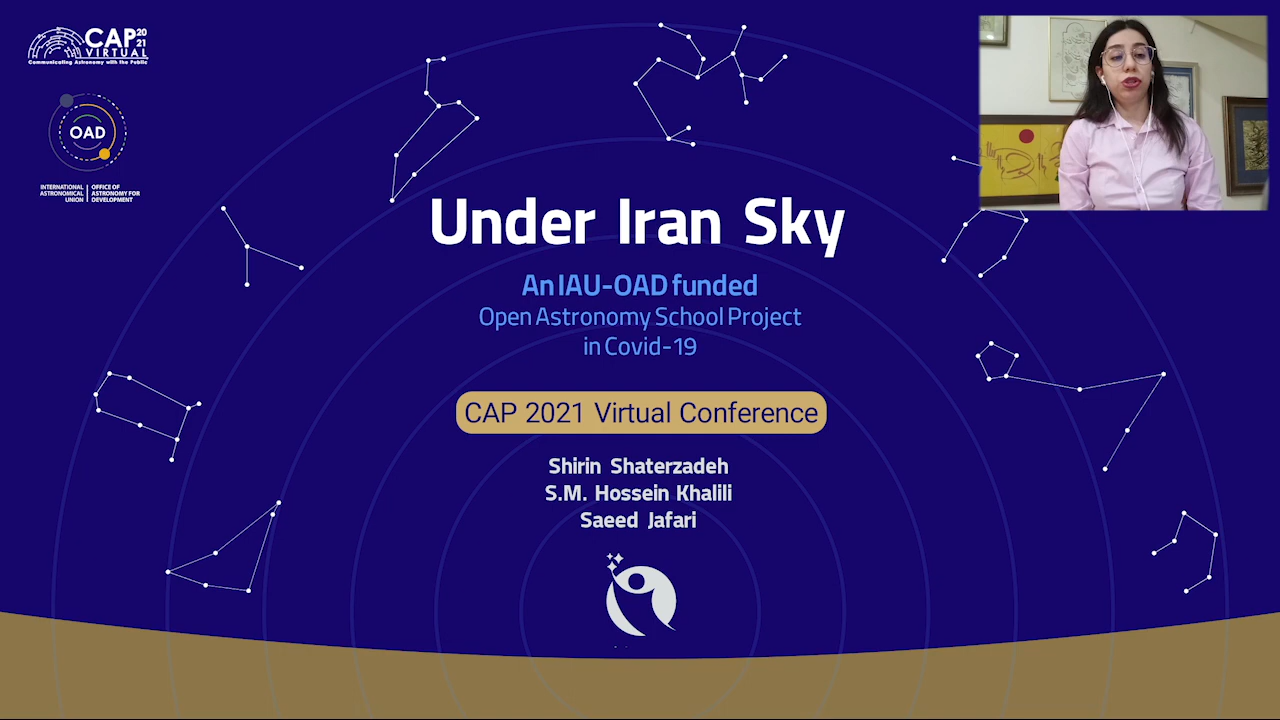 CAP 20
21
VIRTUAL
Communicating Astronomy with the Public
OAD
INTERNATIONAL
ASTRONOMICAL
UNION
OFFICE OF
ASTRONOMY FOR
DEVELOPMENT
Under Iran Sky
An IAU-OAD funded
Open Astronomy School Project
in Covid-19
CAP 2021 Virtual Conference
Shirin Shaterzadeh
S.M. Hossein Khalili
Saeed Jafari